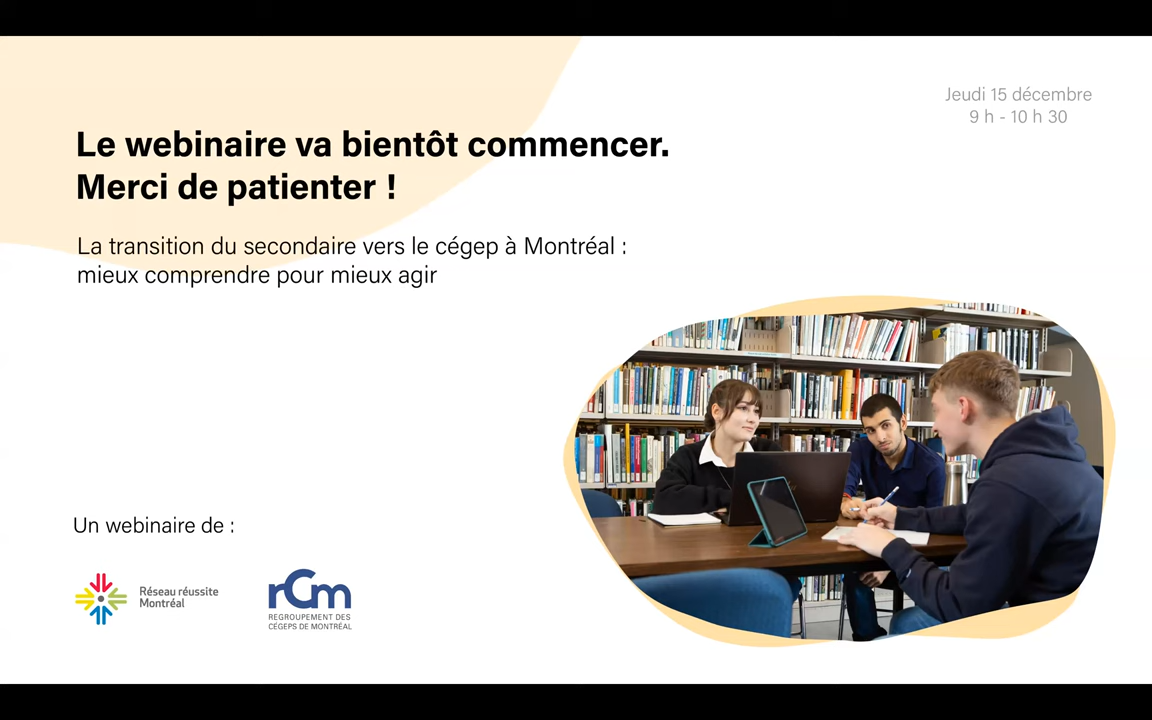 Jeudi 15 décembre
9 h - 10 h 30
Le webinaire va bientôt commencer.
Merci de patienter !
La transition du secondaire vers le cégep à Montréal :
mieux comprendre pour mieux agir
Un webinaire de :
Réseau réussite
Montréal
rCm
REGROUPEMENT DES
CÉGEPS DE MONTRÉAL